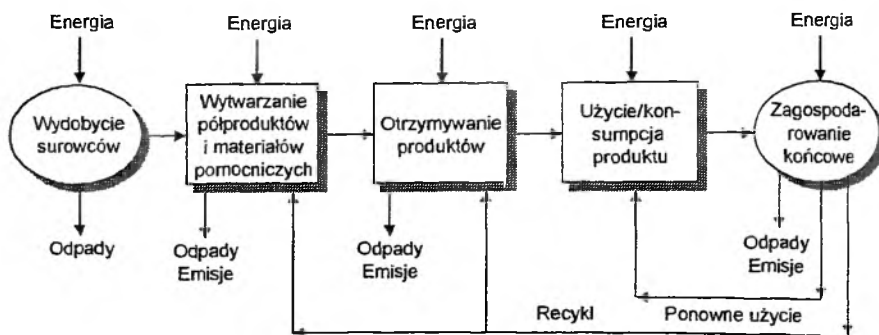 Energia
Energia
Energia
Energia
Energia
Wydobycie
surowców
Wytwarzanie
półproduktów
i materiałów
pomocniczych
Otrzymywanie
produktów
Użycie/kon-
sumpcja
produktu
Zagospoda-
rowanie
końcowe
Odpady
Odpady
Emisje
Odpady
Emisje
Odpady
Emisje
Recykl
Ponowne użycie